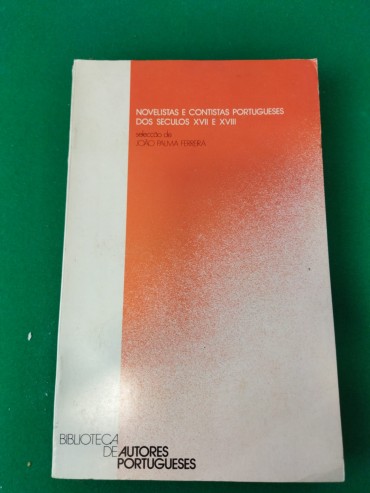 NOVELISTAS E CONTISTAS PORTUGUESES
DOS SÉCULOS XVII E XVIII
selecção de
JOÃO PALMA FERREIRA
BIBLIOTECA
DE AUTORES
PORTUGUESES